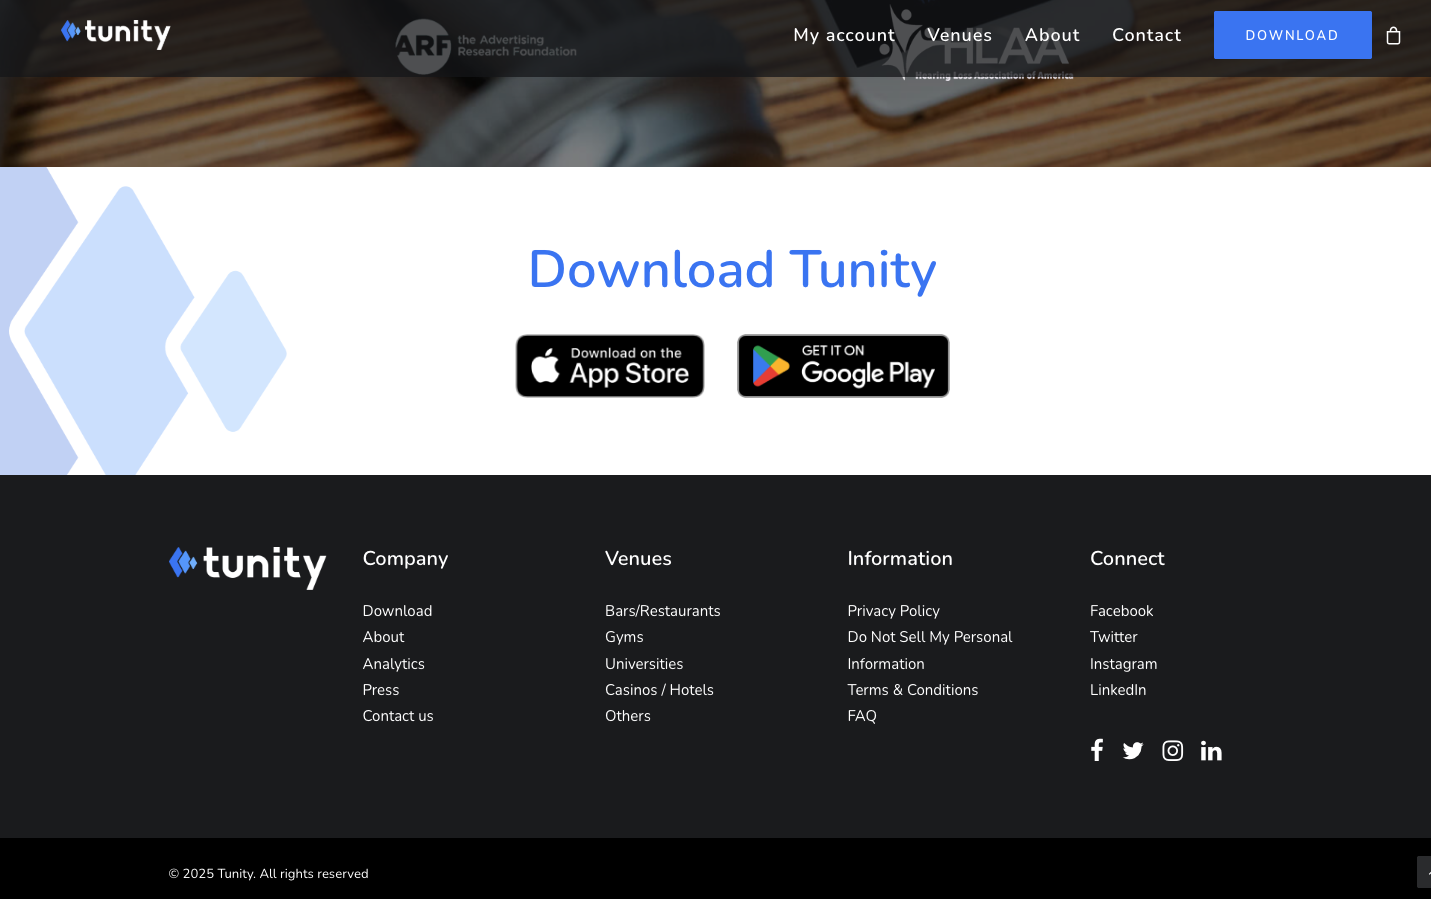 tunity
ARF the Advertising
Research Foundation
My account Venues About Contact DOWNLOAD
HLAA
Hearing Loss Association of America
Download Tunity
Download on the
App Store
GET IT ON
Google Play
tunity
Company
Download
About
Analytics
Press
Contact us
Venues
Bars/Restaurants
Gyms
Universities
Casinos / Hotels
Others
Information
Privacy Policy
Do Not Sell My Personal
Information
Terms & Conditions
FAQ
Connect
Facebook
Twitter
Instagram
LinkedIn
© 2025 Tunity. All rights reserved